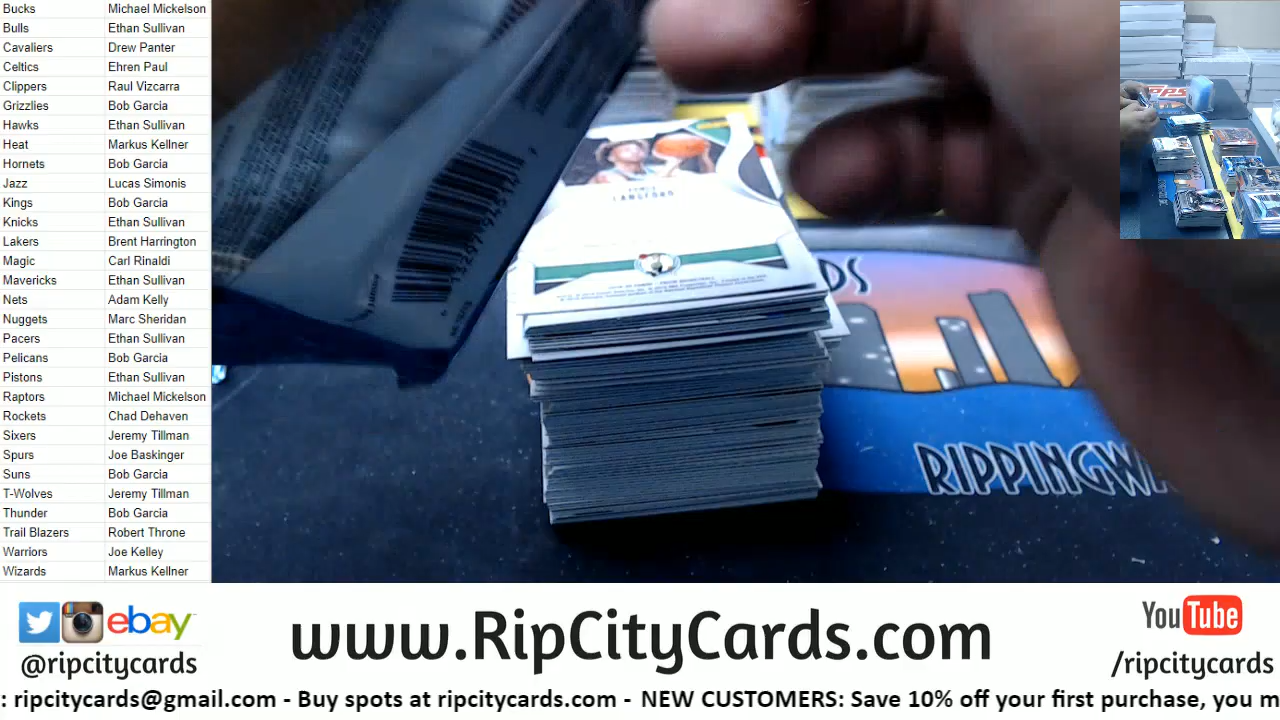 Bucks Michael Mickelson
Bulls Ethan Sullivan
Cavaliers Drew Panter
Celtics Ehren Paul
Clippers Raul Vizcarra
Grizzlies Bob Garcia
Hawks Ethan Sullivan
Heat Markus Kellner
Hornets Bob Garcia
Jazz Lucas Simonis
Kings Bob Garcia
Knicks Ethan Sullivan
Lakers Brent Harrington
Magic Carl Rinaldi
Mavericks Ethan Sullivan
Nets Adam Kelly
Nuggets Marc Sheridan
Pacers Ethan Sullivan
Pelicans Bob Garcia
Pistons Ethan Sullivan
Raptors Michael Mickelson
Rockets Chad Dehaven
Sixers Jeremy Tillman
Spurs Joe Baskinger
Suns Bob Garcia
T-Wolves Jeremy Tillman
Thunder Bob Garcia
Trail Blazers Robert Throne
Warriors Joe Kelley
Wizards Markus Kellner
LANGFORD
DS
RIPPINGWA
ebay
@ripcitycards
www.RipCityCards.com
YouTube
/ripcitycards
: ripcitycards@gmail.com - Buy spots at ripcitycards.com - NEW CUSTOMERS: Save 10% off your first purchase, you m